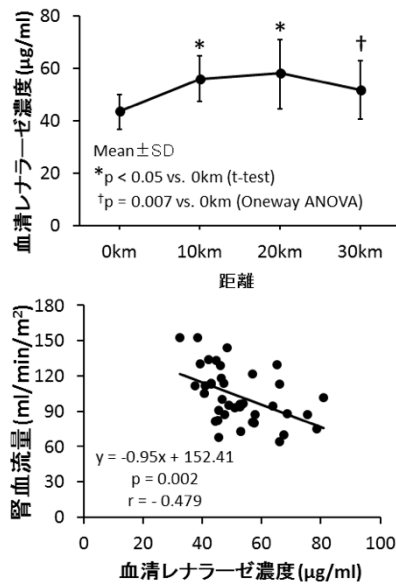 血清レナラーゼ濃度(μg/ml)
80
60
40
20
0
*
*
†
Mean±SD
*p < 0.05 vs. 0km (t-test)
†p = 0.007 vs. 0km (Oneway ANOVA)
0km 10km 20km 30km
距離
腎血流量(ml/min/m²)
180
150
120
90
60
30
0
y = -0.95x + 152.41
p = 0.002
r = - 0.479
0 20 40 60 80 100
血清レナラーゼ濃度(μg/ml)